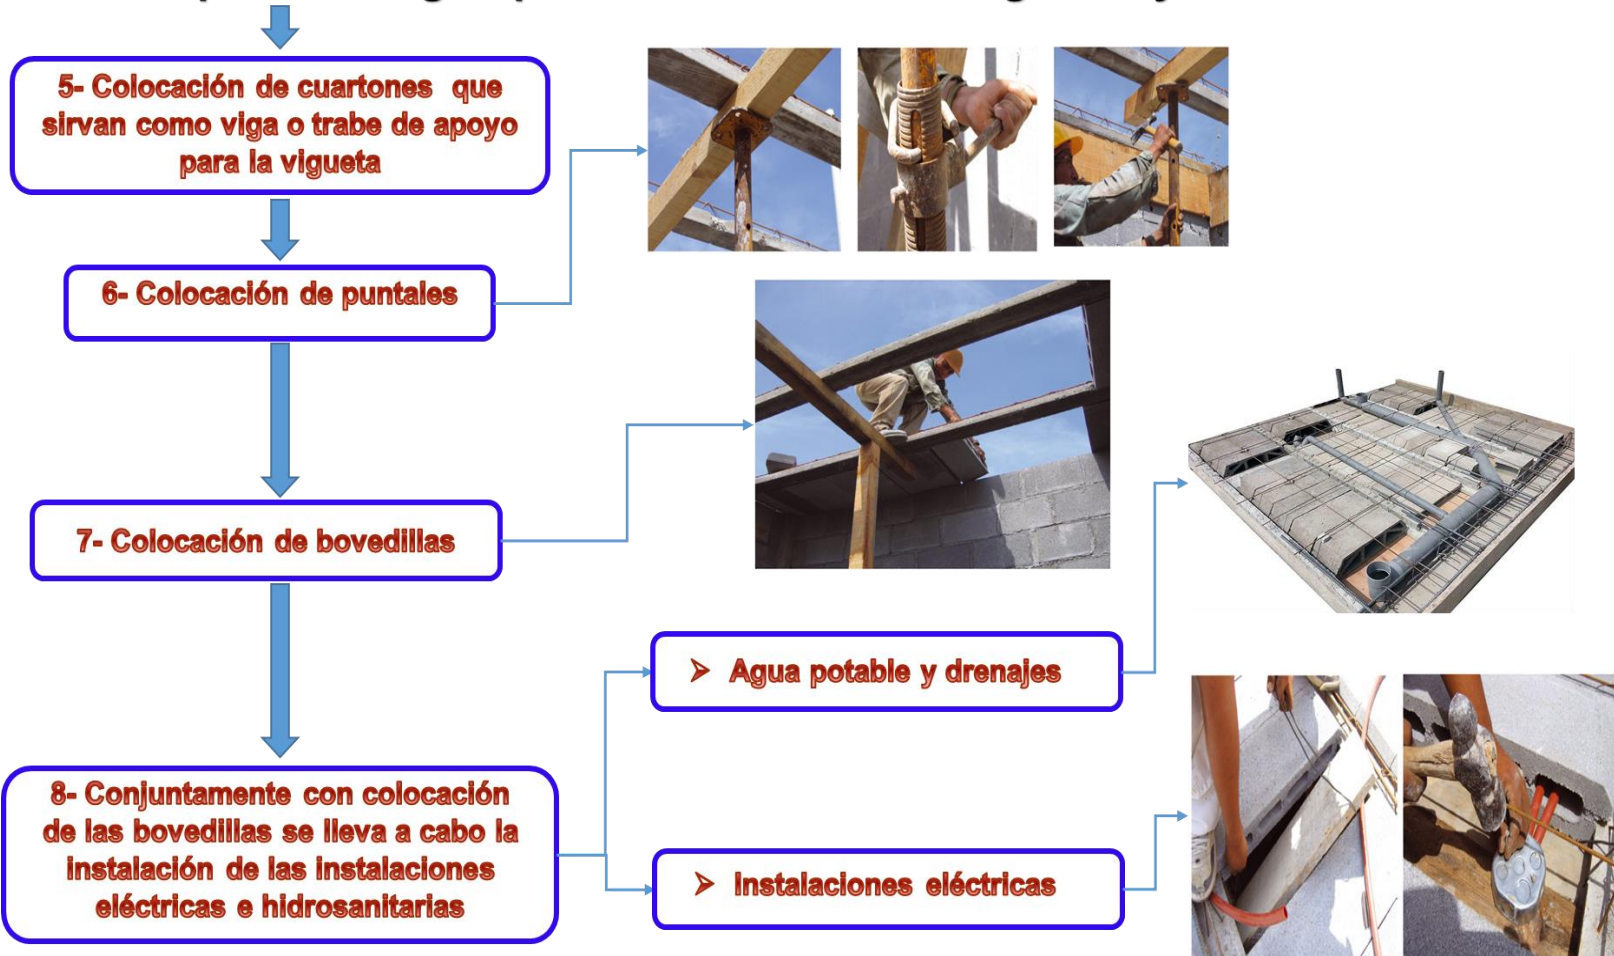 5- Colocación de cuartones que
sirvan como viga o trabe de apoyo
para la vigueta
6- Colocación de puntales
7- Colocación de bovedillas
8- Conjuntamente con colocación
de las bovedillas se lleva a cabo la
instalación de las instalaciones
eléctricas e hidrosanitarias
➢ Agua potable y drenajes
➢ Instalaciones eléctricas